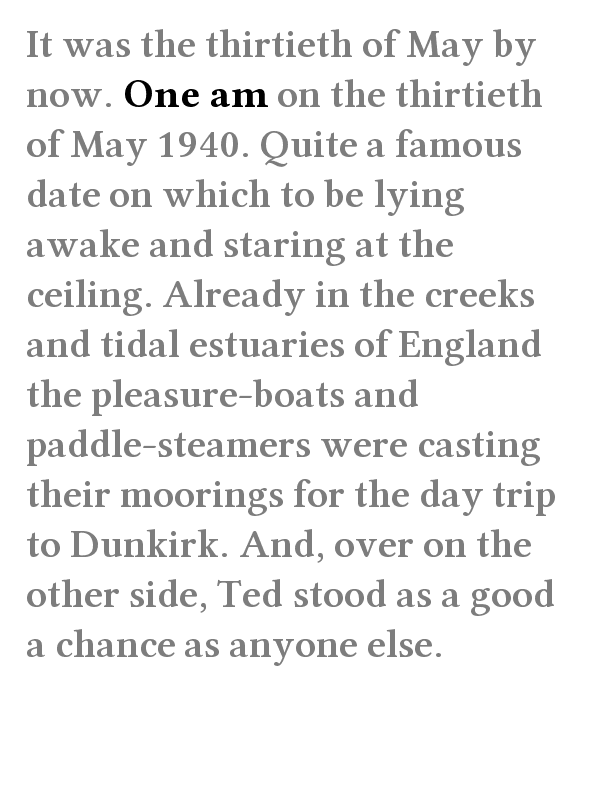 It was the thirtieth of May by
now. One am on the thirtieth
of May 1940. Quite a famous
date on which to be lying
awake and staring at the
ceiling. Already in the creeks
and tidal estuaries of England
the pleasure-boats and
paddle-steamers were casting
their moorings for the day trip
to Dunkirk. And, over on the
other side, Ted stood as a good
a chance as anyone else.